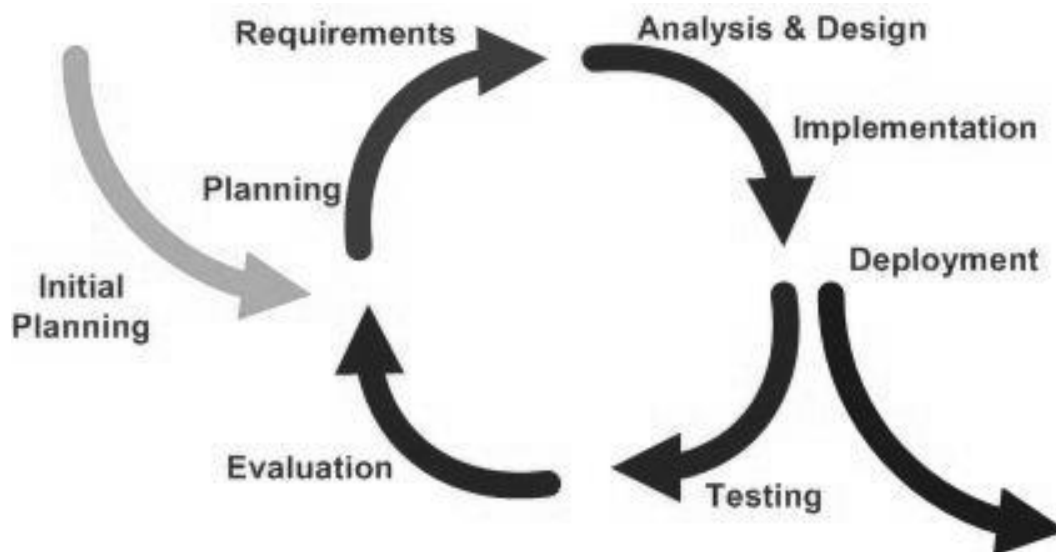 Requirements
Analysis & Design
Implementation
Planning
Deployment
Initial
Planning
Evaluation
Testing